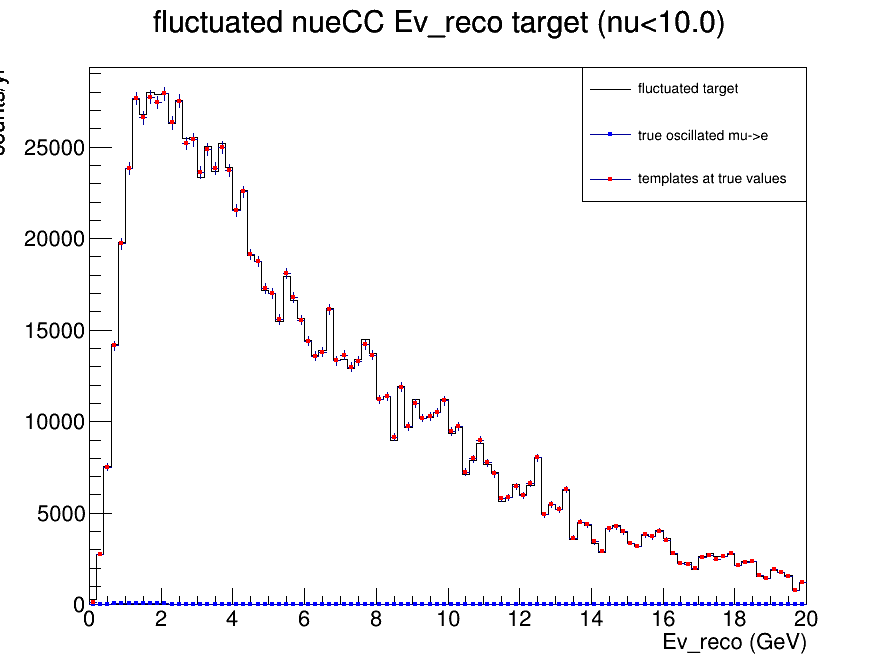 fluctuated nueCC Ev_reco target (nu<10.0)
fluctuated target
true oscillated mu->e
templates at true values
25000
20000
15000
10000
5000
0
0 2 4 6 8 10 12 14 16 18 20
Ev_reco (GeV)